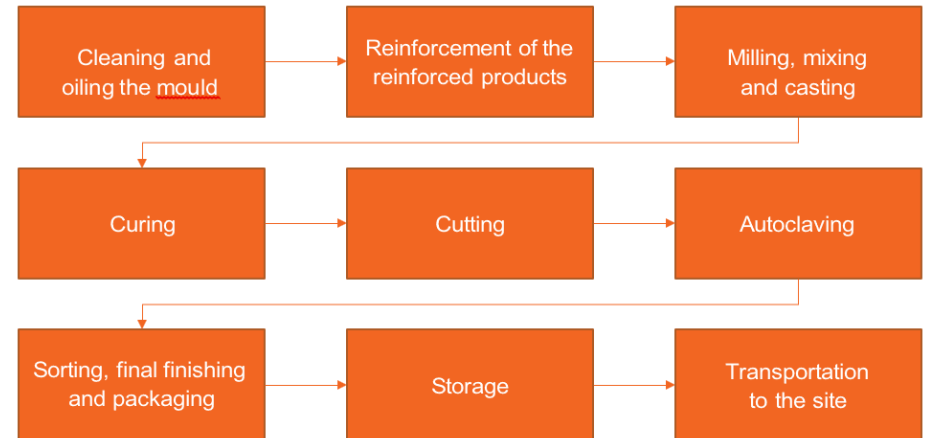 Cleaning and
oiling the mould
Reinforcement of the
reinforced products
Milling, mixing
and casting
Curing
Cutting
Autoclaving
Sorting, final finishing
and packaging
Storage
Transportation
to the site